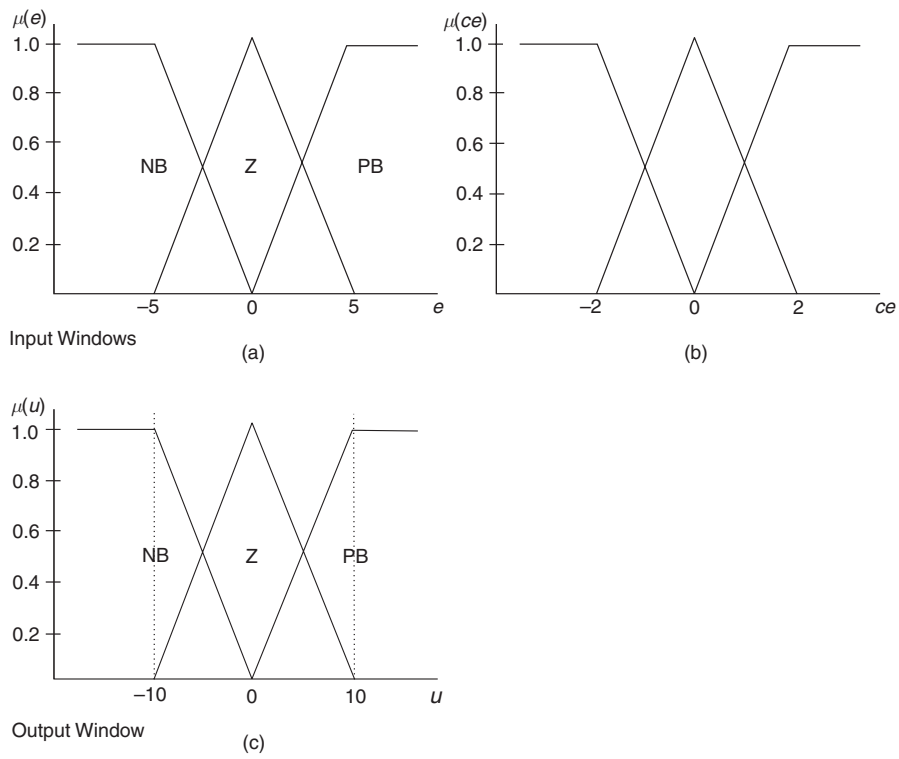 μ(e)
1.0
0.8
0.6
0.4
0.2
NB
Z
PB
–5
0
5
e
Input Windows
(a)
μ(ce)
1.0
0.8
0.6
0.4
0.2
–2
0
2
ce
(b)
μ(u)
1.0
0.8
0.6
0.4
0.2
NB
Z
PB
–10
0
10
u
Output Window
(c)